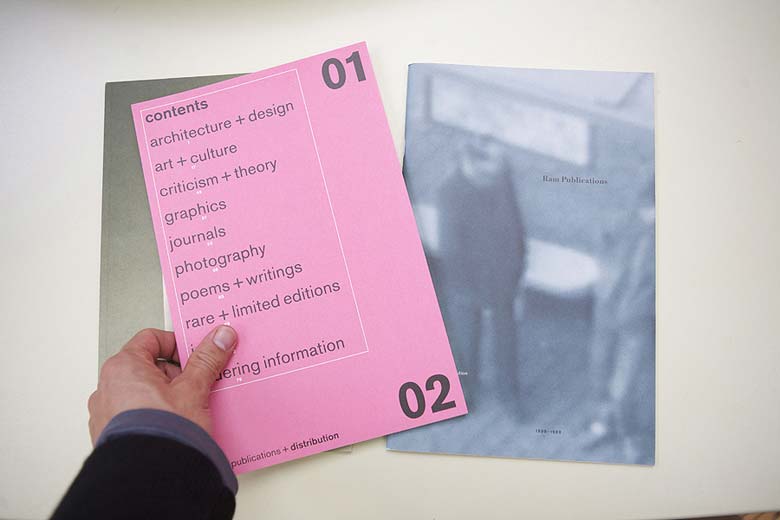 01
contents
architecture + design
art + culture
criticism + theory
graphics
journals
photography
poems + writings
rare + limited editions
ordering information
02
publications + distribution
Ram Publications